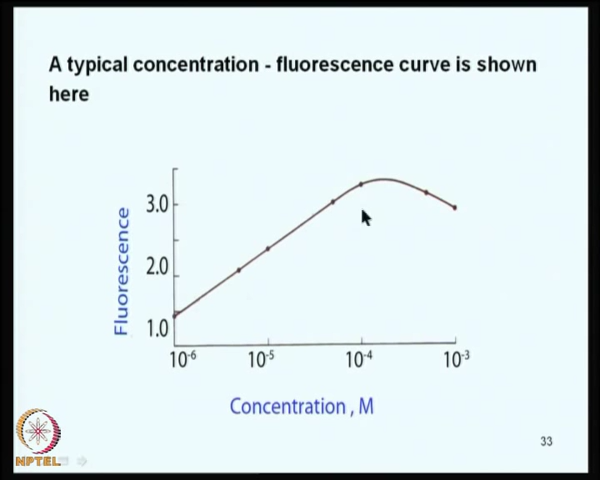 A typical concentration - fluorescence curve is shown
here
3.0
2.0
1.0
Fluorescence
10⁻⁶ 10⁻⁵ 10⁻⁴ 10⁻³
Concentration , M
33
NPTEL